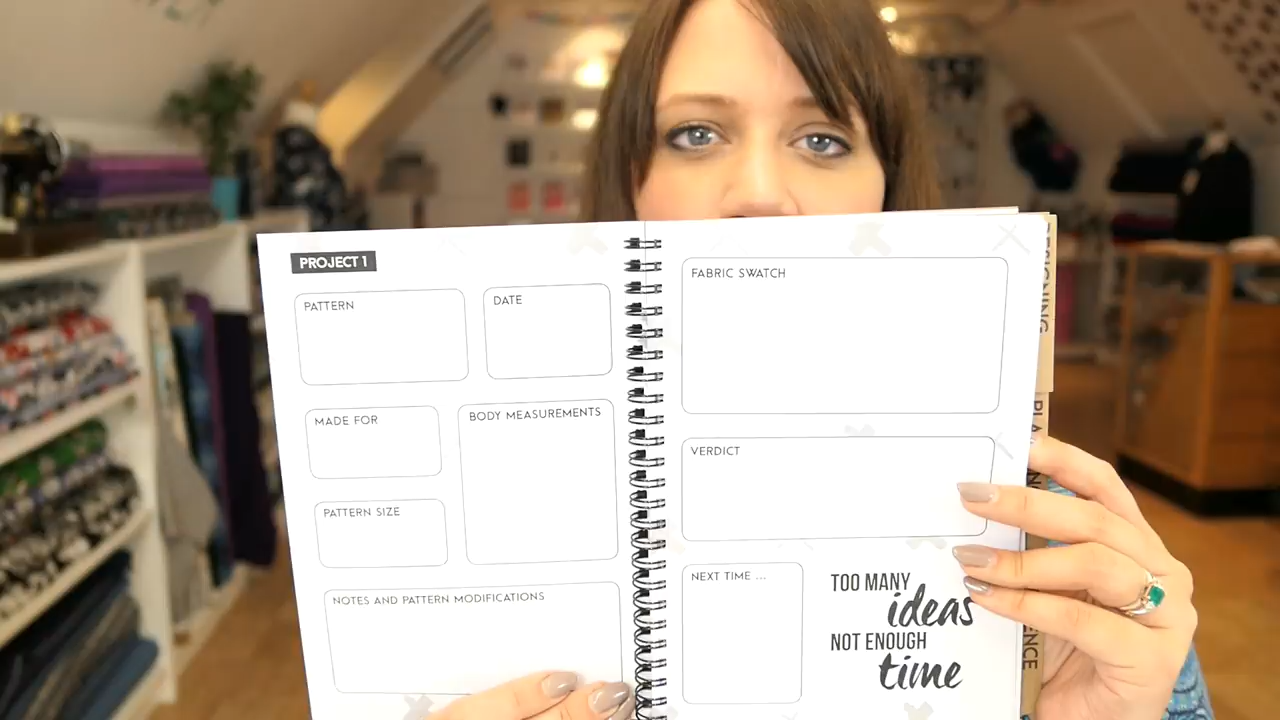 PROJECT 1
PATTERN
DATE
MADE FOR
BODY MEASUREMENTS
PATTERN SIZE
NOTES AND PATTERN MODIFICATIONS
FABRIC SWATCH
VERDICT
NEXT TIME ...
TOO MANY
ideas
NOT ENOUGH
time